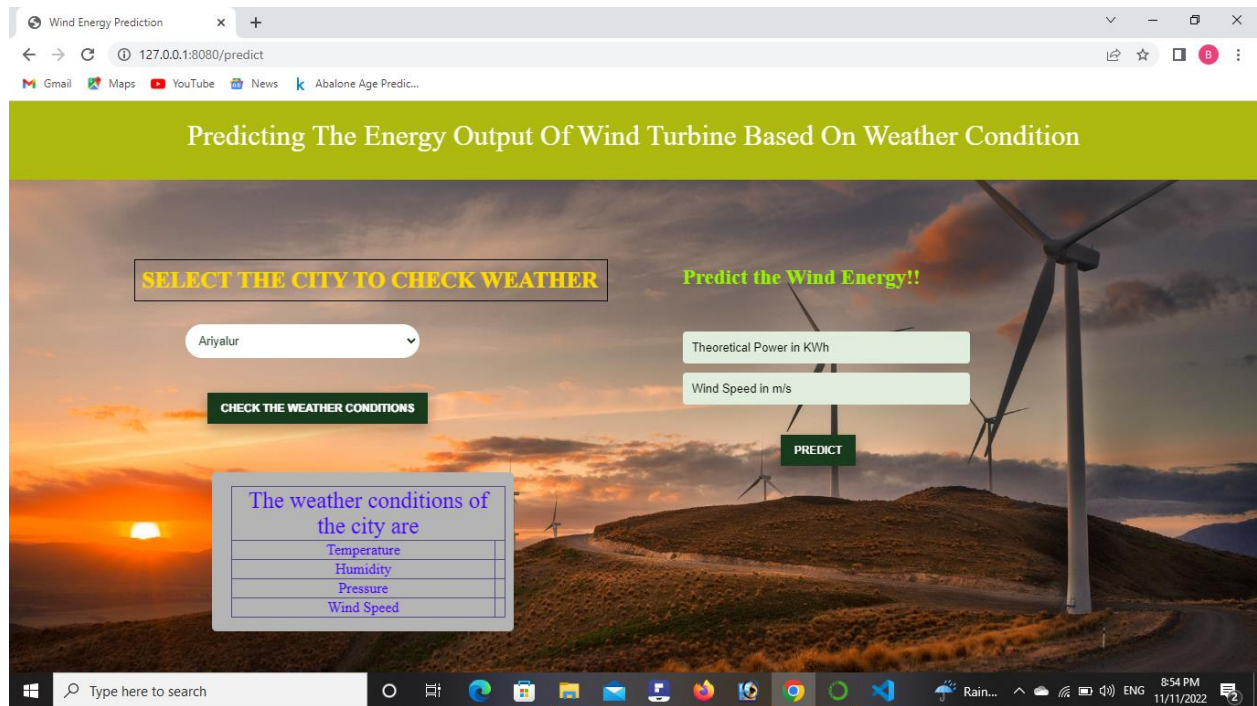 Wind Energy Prediction
127.0.0.1:8080/predict
B
Gmail Maps YouTube News k Abalone Age Predic...
Predicting The Energy Output Of Wind Turbine Based On Weather Condition
SELECT THE CITY TO CHECK WEATHER
Ariyalur
CHECK THE WEATHER CONDITIONS
The weather conditions of
the city are
Temperature
Humidity
Pressure
Wind Speed
Predict the Wind Energy!!
Theoretical Power in KWh
Wind Speed in m/s
PREDICT
Type here to search
Rain...
ENG
8:54 PM
11/11/2022
2